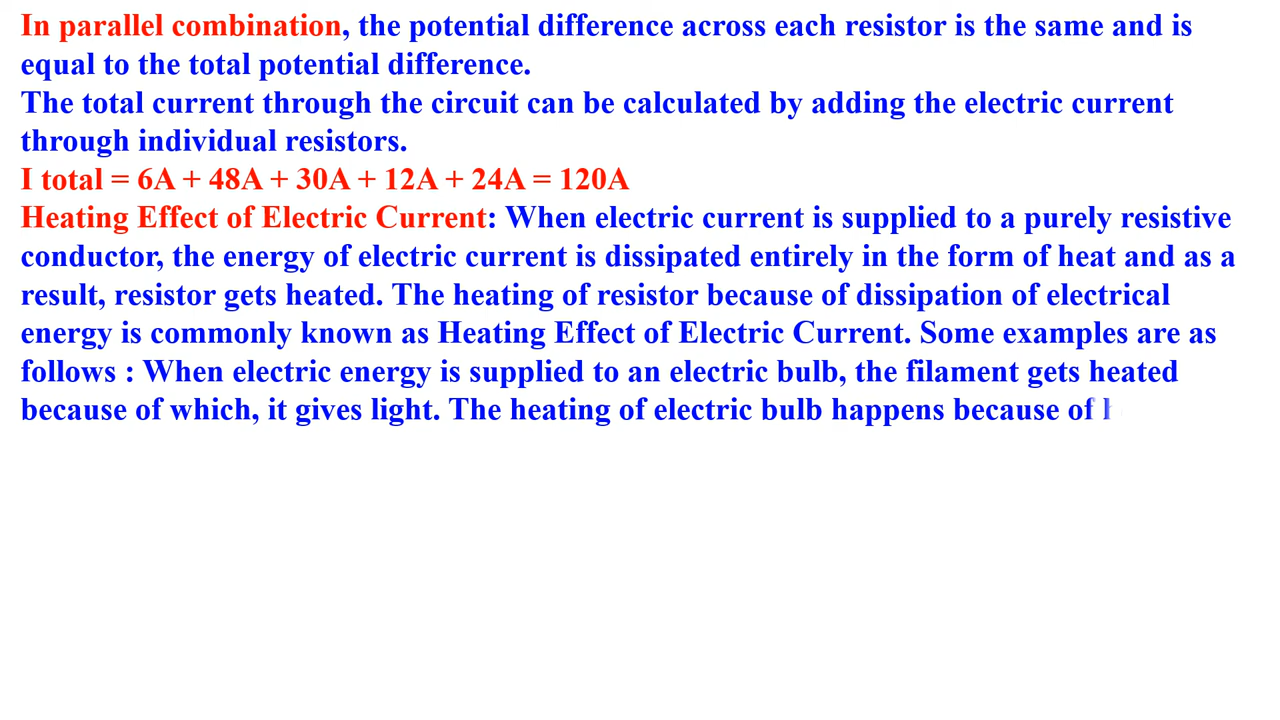 In parallel combination, the potential difference across each resistor is the same and is
equal to the total potential difference.
The total current through the circuit can be calculated by adding the electric current
through individual resistors.
I total = 6A + 48A + 30A + 12A + 24A = 120A
Heating Effect of Electric Current: When electric current is supplied to a purely resistive
conductor, the energy of electric current is dissipated entirely in the form of heat and as a
result, resistor gets heated. The heating of resistor because of dissipation of electrical
energy is commonly known as Heating Effect of Electric Current. Some examples are as
follows : When electric energy is supplied to an electric bulb, the filament gets heated
because of which, it gives light. The heating of electric bulb happens because of